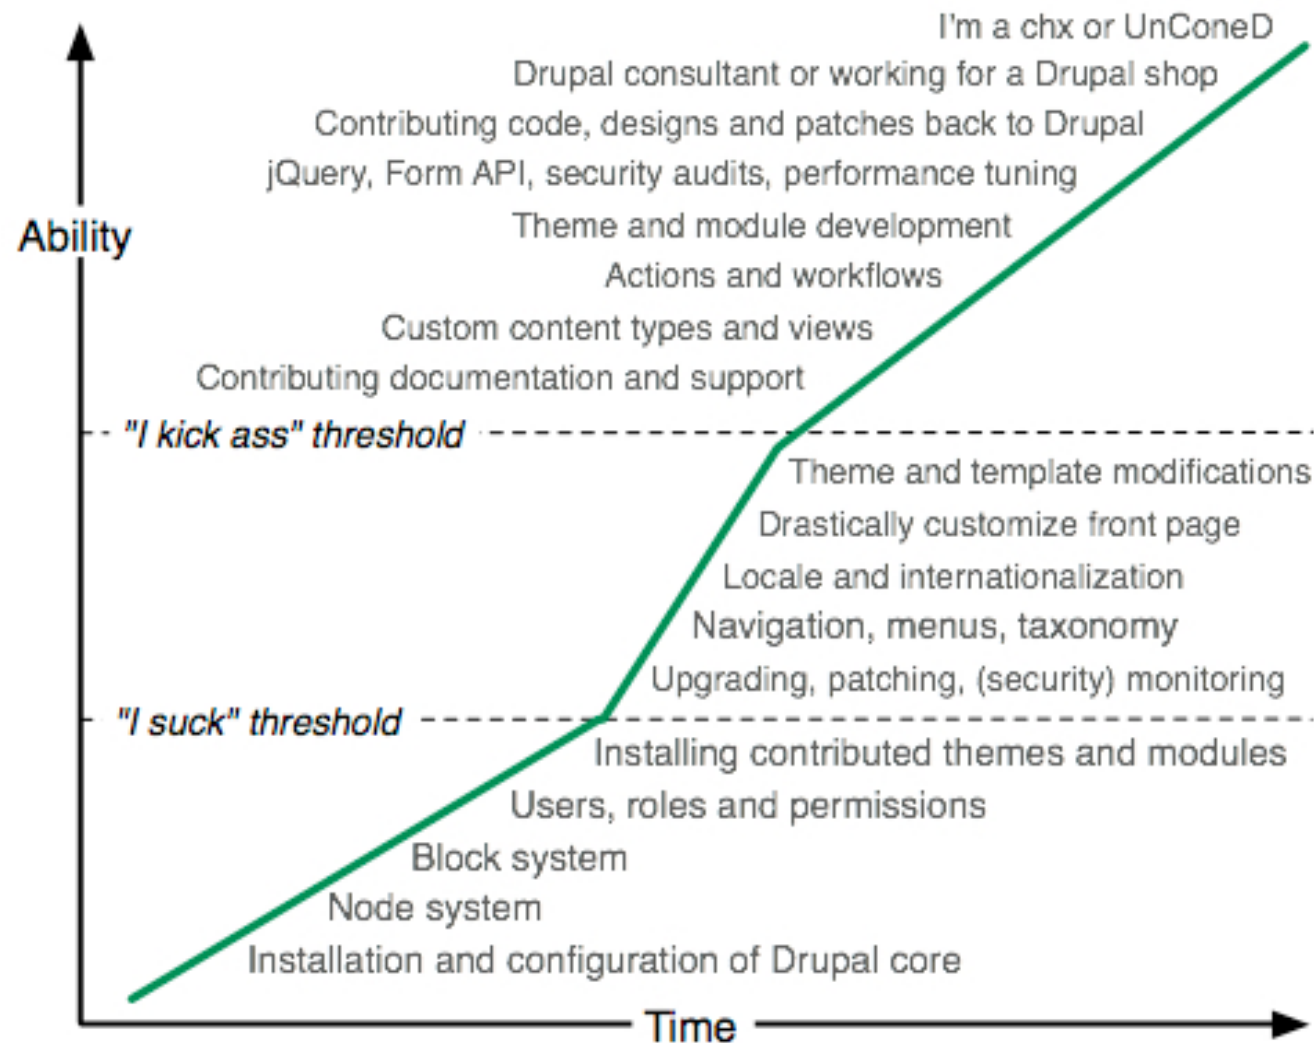 I'm a chx or UnConeD
Drupal consultant or working for a Drupal shop
Contributing code, designs and patches back to Drupal
jQuery, Form API, security audits, performance tuning
Theme and module development
Ability
Actions and workflows
Custom content types and views
Contributing documentation and support
"I kick ass" threshold
Theme and template modifications
Drastically customize front page
Locale and internationalization
Navigation, menus, taxonomy
Upgrading, patching, (security) monitoring
"I suck" threshold
Installing contributed themes and modules
Users, roles and permissions
Block system
Node system
Installation and configuration of Drupal core
Time